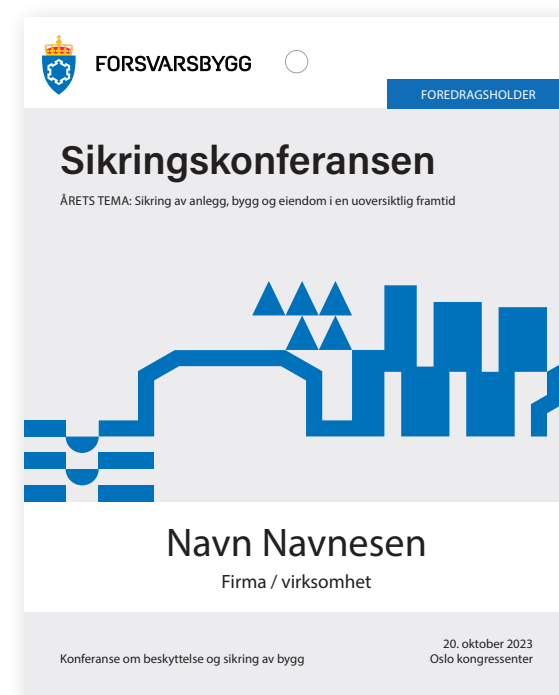 FORSVARSBYGG
FOREDRAGSHOLDER
Sikringskonferansen
ÅRETS TEMA: Sikring av anlegg, bygg og eiendom i en uoversiktlig framtid
Navn Navnesen
Firma / virksomhet
Konferanse om beskyttelse og sikring av bygg
20. oktober 2023
Oslo kongressenter